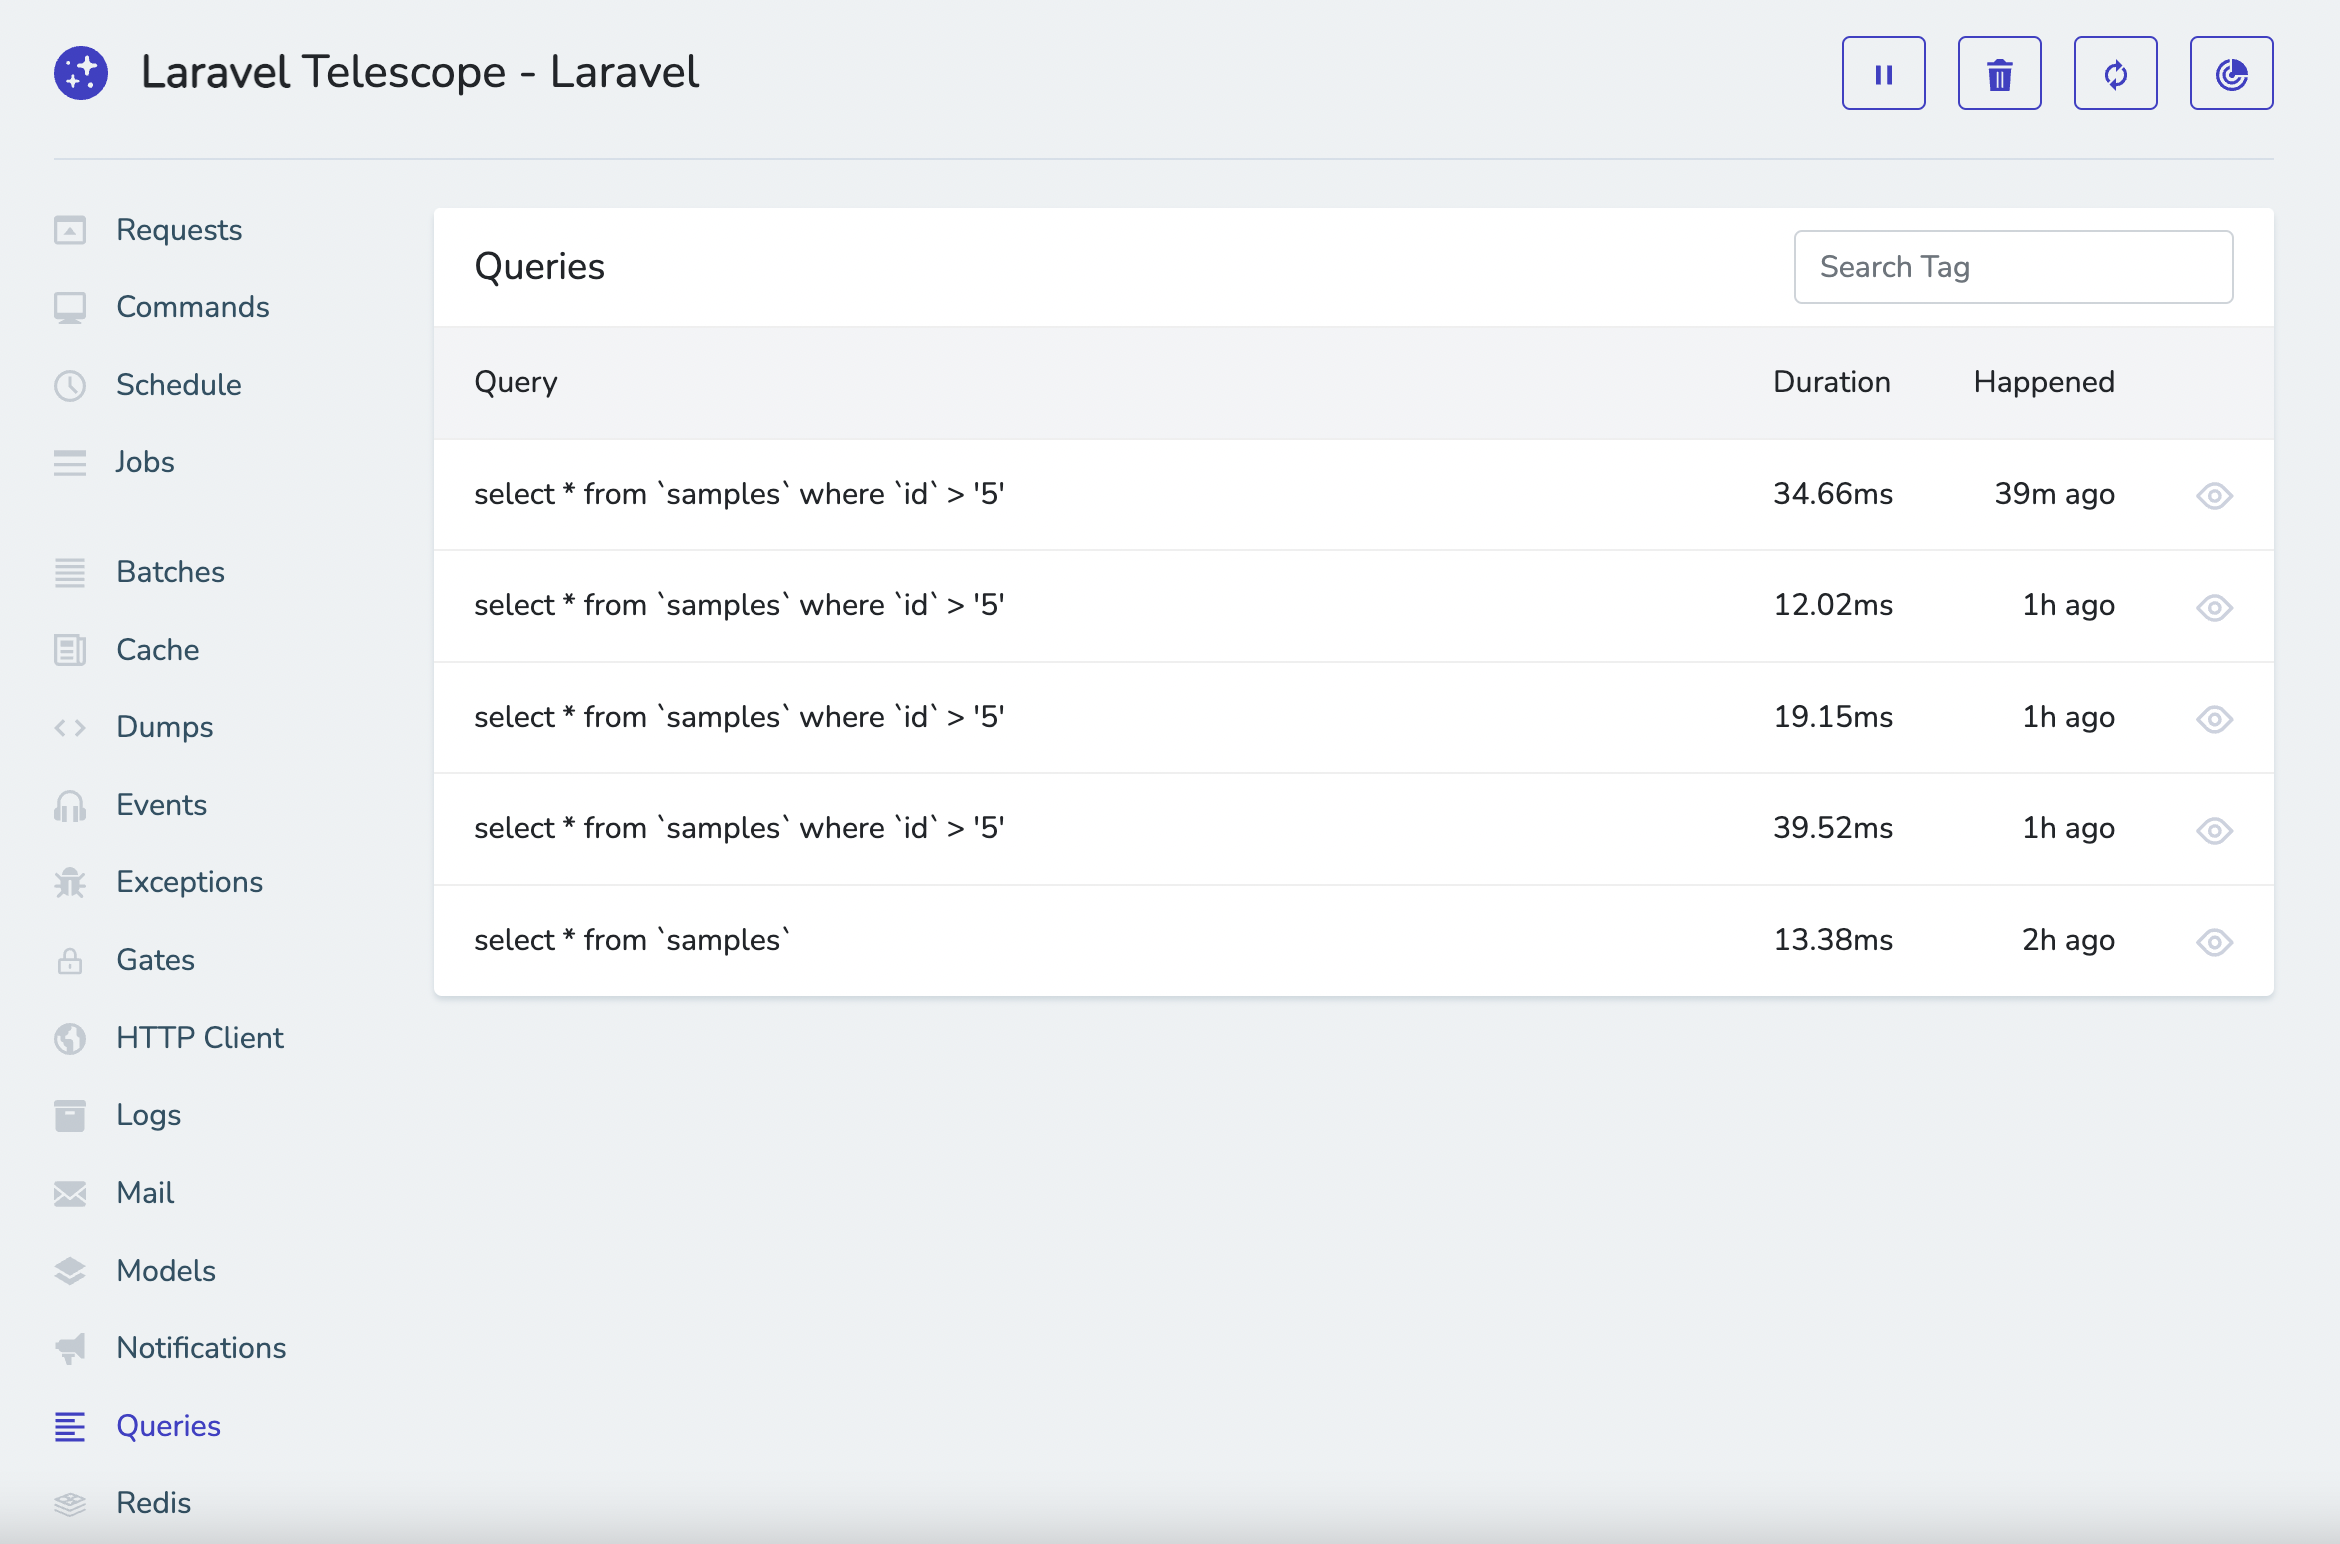 Laravel Telescope - Laravel
Requests
Commands
Schedule
Jobs
Batches
Cache
Dumps
Events
Exceptions
Gates
HTTP Client
Logs
Mail
Models
Notifications
Queries
Redis
Queries
Search Tag
Query Duration Happened
select * from `samples` where `id` > '5' 34.66ms 39m ago
select * from `samples` where `id` > '5' 12.02ms 1h ago
select * from `samples` where `id` > '5' 19.15ms 1h ago
select * from `samples` where `id` > '5' 39.52ms 1h ago
select * from `samples` 13.38ms 2h ago